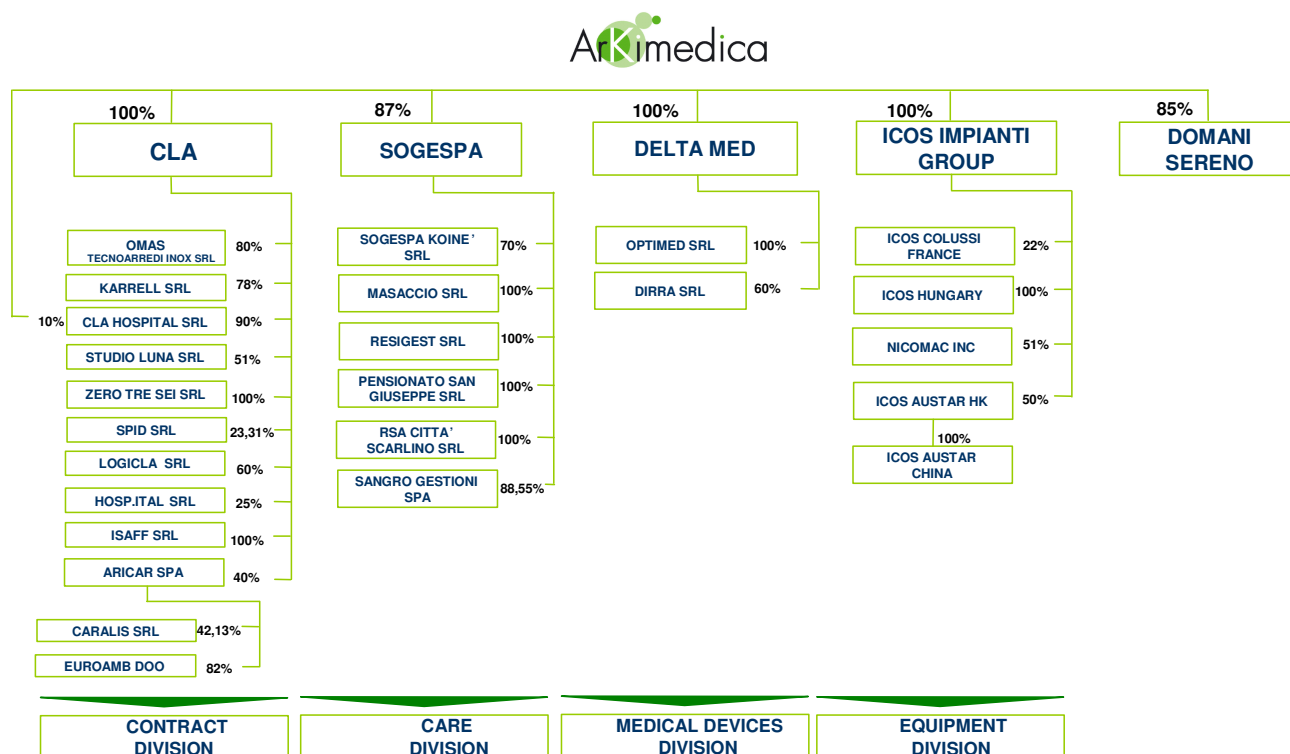 ArKimedica
100%
87%
100%
100%
85%
CLA
SOGESPA
DELTA MED
ICOS IMPIANTI
GROUP
DOMANI
SERENO
OMAS
TECNOARREDI INOX SRL
80%
KARRELL SRL
78%
10%
CLA HOSPITAL SRL
90%
STUDIO LUNA SRL
51%
ZERO TRE SEI SRL
100%
SPID SRL
23,31%
LOGICLA SRL
60%
HOSP.ITAL SRL
25%
ISAFF SRL
100%
ARICAR SPA
40%
CARALIS SRL
42,13%
EUROAMB DOO
82%
SOGESPA KOINE'
SRL
70%
MASACCIO SRL
100%
RESIGEST SRL
100%
PENSIONATO SAN
GIUSEPPE SRL
100%
RSA CITTA'
SCARLINO SRL
100%
SANGRO GESTIONI
SPA
88,55%
OPTIMED SRL
100%
DIRRA SRL
60%
ICOS COLUSSI
FRANCE
22%
ICOS HUNGARY
100%
NICOMAC INC
51%
ICOS AUSTAR HK
50%
100%
ICOS AUSTAR
CHINA
CONTRACT
DIVISION
CARE
DIVISION
MEDICAL DEVICES
DIVISION
EQUIPMENT
DIVISION